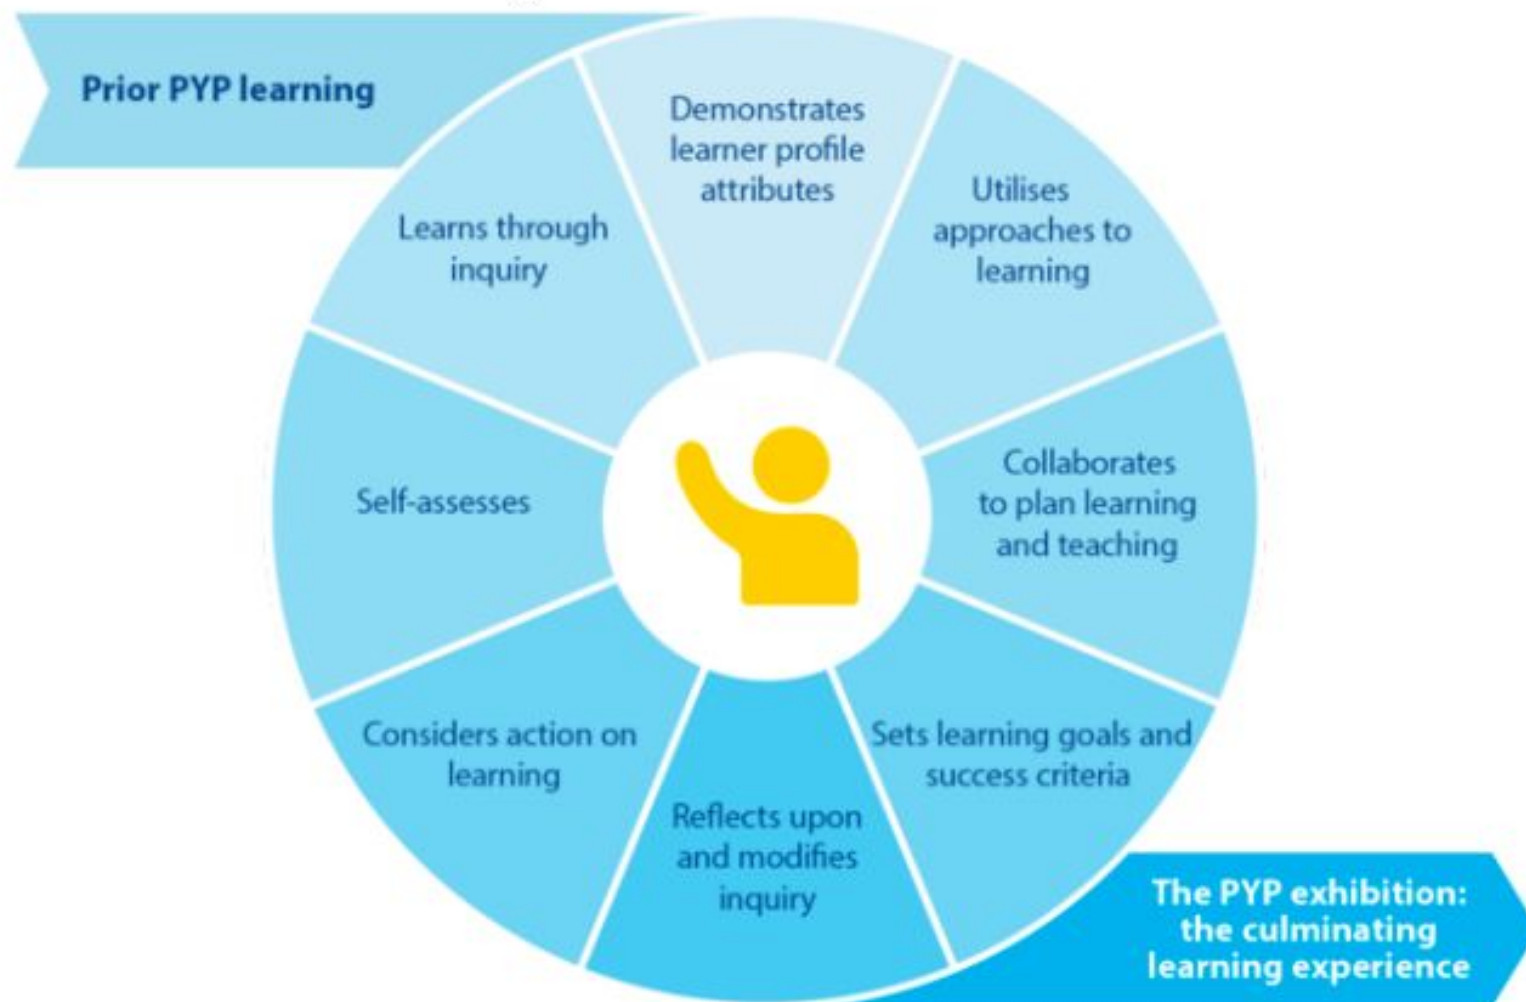 Prior PYP learning
Demonstrates
learner profile
attributes
Utilises
approaches to
learning
Collaborates
to plan learning
and teaching
Sets learning goals and
success criteria
Reflects upon
and modifies
inquiry
Considers action on
learning
Self-assesses
Learns through
inquiry
The PYP exhibition:
the culminating
learning experience